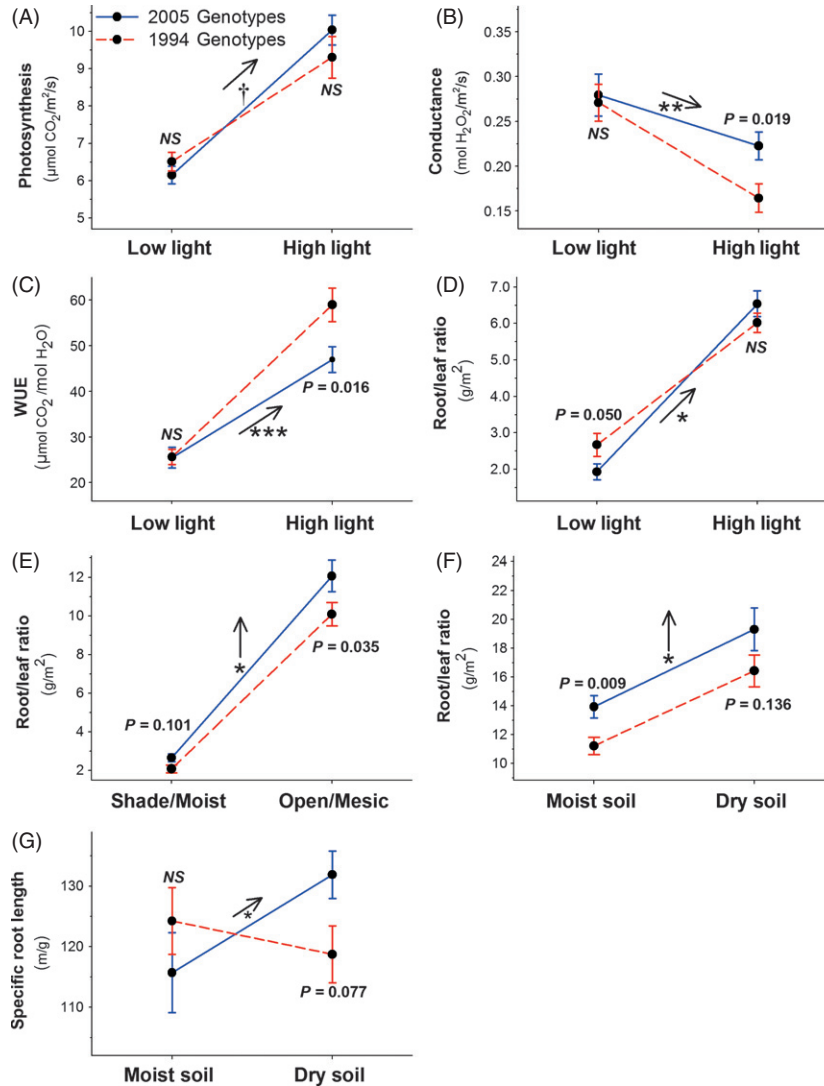 (A)
2005 Genotypes
1994 Genotypes
Photosynthesis
(µmol CO₂/m²/s)
10
9
8
7
6
5
NS
†
NS
Low light
High light
(B)
Conductance
(mol H₂O₂/m²/s)
0.35
0.30
0.25
0.20
0.15
NS
**
P = 0.019
Low light
High light
(C)
WUE
(µmol CO₂ /mol H₂O)
60
50
40
30
20
NS
***
P = 0.016
Low light
High light
(D)
Root/leaf ratio
(g/m²)
7.0
6.0
5.0
4.0
3.0
2.0
P = 0.050
*
NS
Low light
High light
(E)
Root/leaf ratio
(g/m²)
12
10
8
6
4
2
P = 0.101
*
P = 0.035
Shade/Moist
Open/Mesic
(F)
Root/leaf ratio
(g/m²)
24
22
20
18
16
14
12
10
P = 0.009
*
P = 0.136
Moist soil
Dry soil
(G)
Specific root length
(m/g)
130
120
110
NS
*
P = 0.077
Moist soil
Dry soil